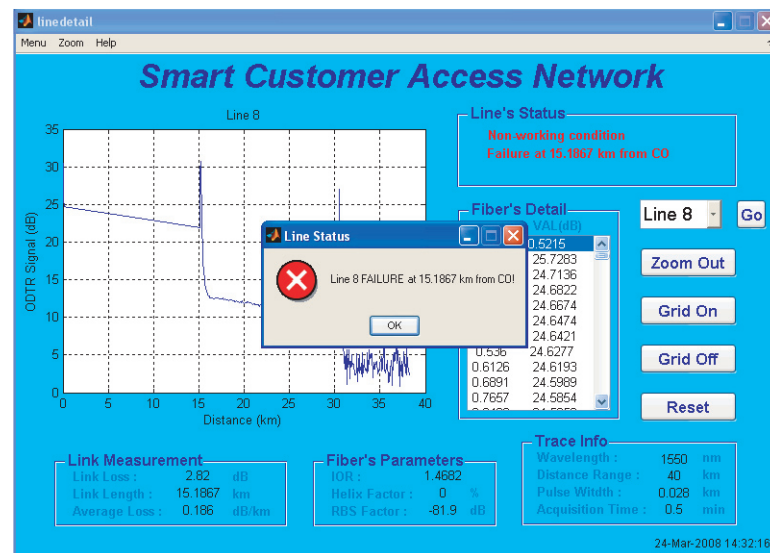 linedetail
Menu Zoom Help
Smart Customer Access Network
Line 8
35
30
25
20
15
10
5
0
ODTR Signal (dB)
0 5 10 15 20 25 30 35 40
Distance (km)
Line's Status
Non-working condition
Failure at 15.1867 km from CO
Fiber's Detail
VAL(dB)
0.5215
25.7283
24.7136
24.6822
24.6674
24.6474
24.6421
0.536 24.6277
0.6126 24.6193
0.6891 24.5989
0.7657 24.5854
Line Status
Line 8 FAILURE at 15.1867 km from CO!
OK
Line 8 Go
Zoom Out
Grid On
Grid Off
Reset
Link Measurement
Link Loss : 2.82 dB
Link Length : 15.1867 km
Average Loss : 0.186 dB/km
Fiber's Parameters
IOR : 1.4682
Helix Factor : 0 %
RBS Factor : -81.9 dB
Trace Info
Wavelength : 1550 nm
Distance Range : 40 km
Pulse Witdth : 0.028 km
Acquisition Time : 0.5 min
24-Mar-2008 14:32:16